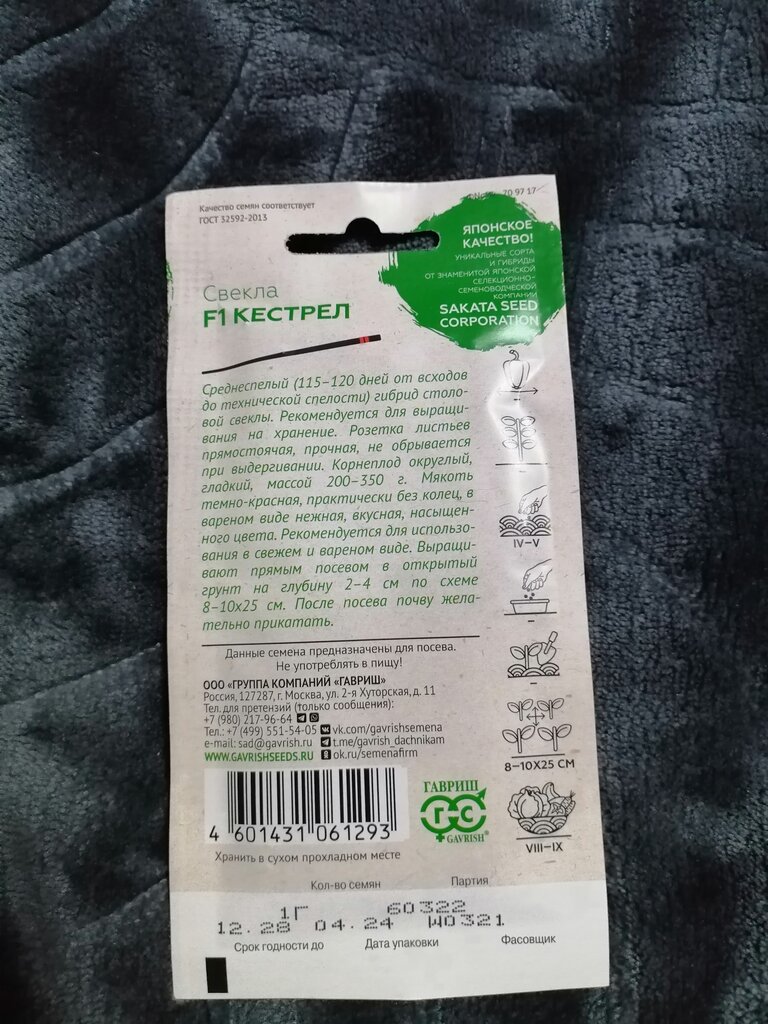 Качество семян соответствует
ГОСТ 32592-2013
70 97 17
ЯПОНСКОЕ
КАЧЕСТВО!
УНИКАЛЬНЫЕ СОРТА
И ГИБРИДЫ
ОТ ЗНАМЕНИТОЙ ЯПОНСКОЙ
СЕЛЕКЦИОННО-
СЕМЕНОВОДЧЕСКОЙ
КОМПАНИИ
SAKATA SEED
CORPORATION
Свекла
F1 КЕСТРЕЛ
Среднеспелый (115–120 дней от всходов
до технической спелости) гибрид столо-
вой свеклы. Рекомендуется для выращи-
вания на хранение. Розетка листьев
прямостоячая, прочная, не обрывается
при выдергивании. Корнеплод округлый,
гладкий, массой 200–350 г. Мякоть
темно-красная, практически без колец, в
вареном виде нежная, вкусная, насыщен-
ного цвета. Рекомендуется для использо-
вания в свежем и вареном виде. Выращи-
вают прямым посевом в открытый
грунт на глубину 2–4 см по схеме
8–10х25 см. После посева почву жела-
тельно прикатать.
–
–
IV–V
–
–
8–10Х25 СМ
VIII–IX
Данные семена предназначены для посева.
Не употреблять в пищу!
ООО «ГРУППА КОМПАНИЙ «ГАВРИШ»
Россия, 127287, г. Москва, ул. 2-я Хуторская, д. 11
Тел. для претензий (только сообщения):
+7 (980) 217-96-64
Тел.: +7 (499) 551-54-05 vk.com/gavrishsemena
e-mail: sad@gavrish.ru t.me/gavrish_dachnikam
WWW.GAVRISHSEEDS.RU ok.ru/semenafirm
4 601431 061293
ГАВРИШ
Г-С
GAVRISH®
Хранить в сухом прохладном месте
Кол-во семян Партия
1Г 60322
12.28 04.24 W0321
Срок годности до Дата упаковки Фасовщик